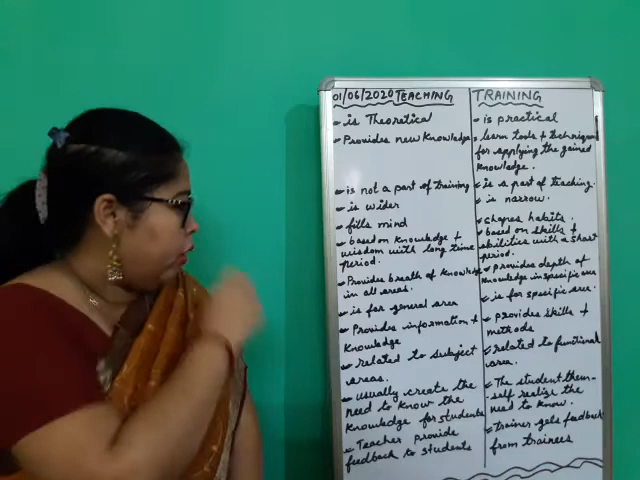 01/06/2020 TEACHING
- is Theoretical
- Provides new Knowledge
- is not a part of training
- is wider
- fills mind
- based on knowledge +
wisdom with long time
period.
- Provides breath of knowledge
in all areas.
- is for general area
- Provides information +
knowledge
- related to subject
areas.
- usually create the
need to know the
knowledge for students
- Teacher provide
feedback to students
TRAINING
- is practical
- learn tools + techniques
for applying the gained
knowledge.
- is a part of teaching.
- is narrow.
- shapes habits.
- based on skills +
abilities with a short
period.
- provides depth of
knowledge in specific area
- is for specific area.
- provides skills +
methods
- related to functional
area.
- The student them-
self realize the
need to know.
- Trainer gets feedback
from trainees